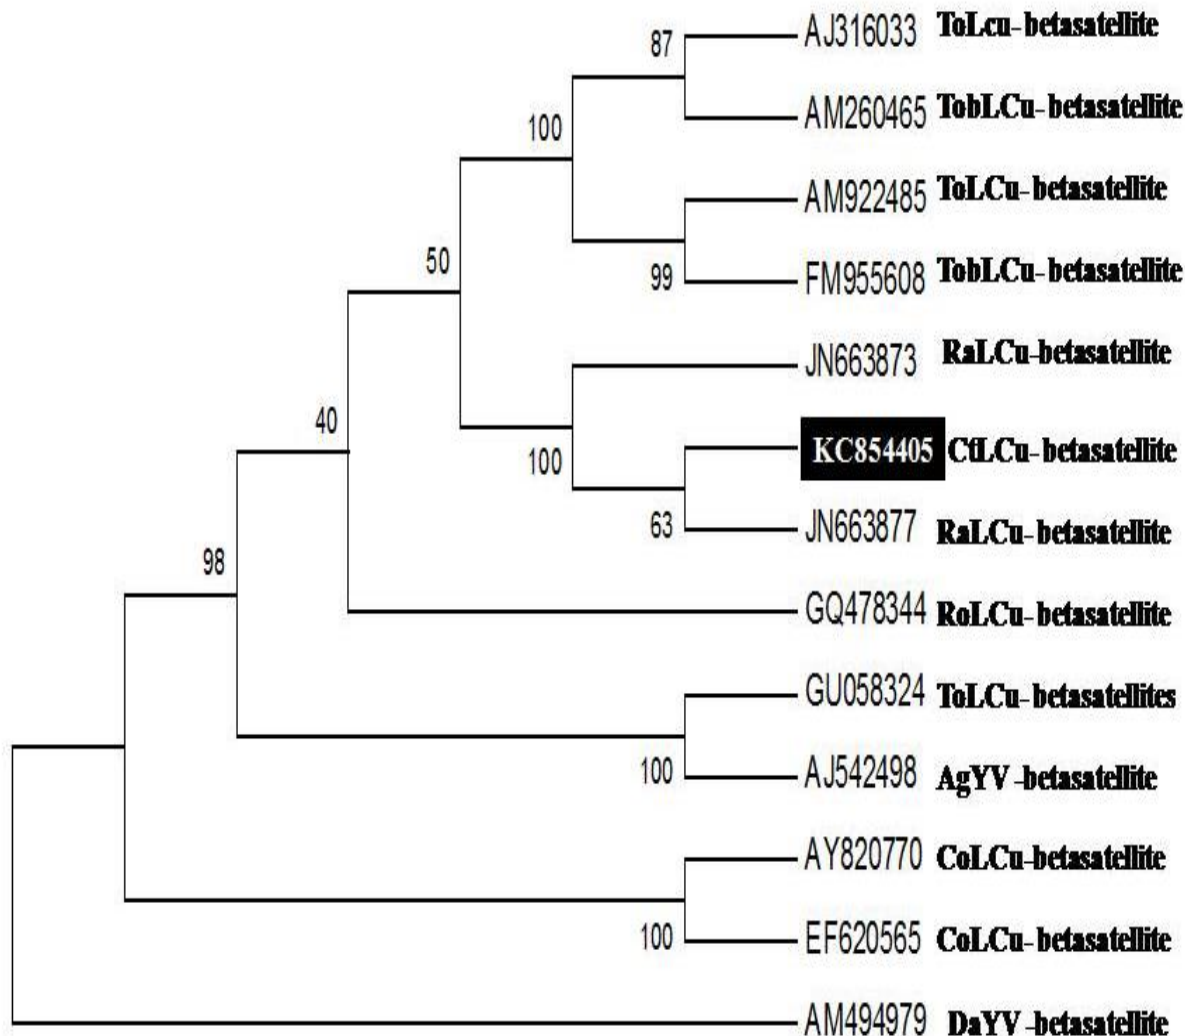 AJ316033 ToLcu-betasatellite
87
AM260465 TobLCu-betasatellite
100
AM922485 ToLCu-betasatellite
50
99
FM955608 TobLCu-betasatellite
JN663873 RaLCu-betasatellite
40
KC854405 CtLCu-betasatellite
100
63
JN663877 RaLCu-betasatellite
98
GQ478344 RoLCu-betasatellite
GU058324 ToLCu-betasatellites
100
AJ542498 AgYV-betasatellite
AY820770 CoLCu-betasatellite
100
EF620565 CoLCu-betasatellite
AM494979 DaYV-betasatellite